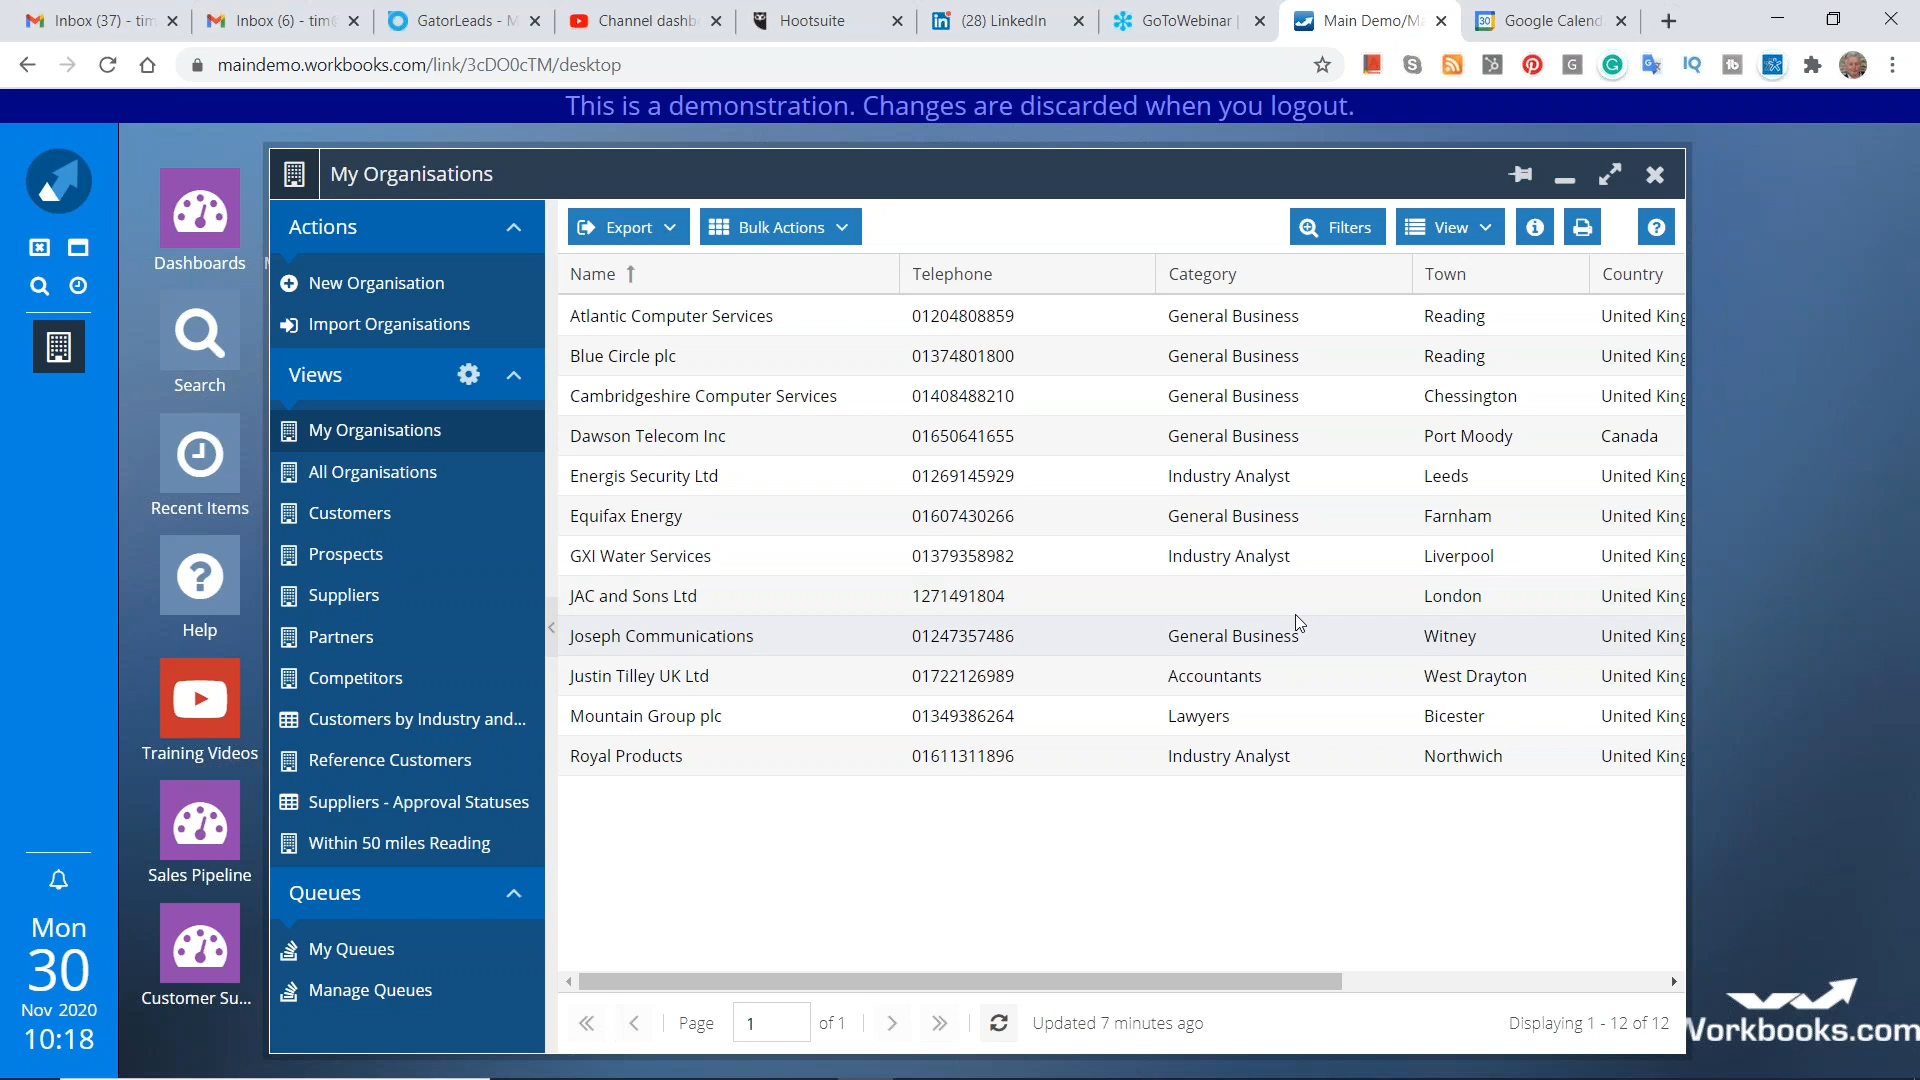 Inbox (37) - tim
Inbox (6) - tim@
GatorLeads - M
Channel dashb
Hootsuite
(28) LinkedIn
GoToWebinar
Main Demo/Ma
Google Calend
maindemo.workbooks.com/link/3cDO0cTM/desktop
This is a demonstration. Changes are discarded when you logout.
Dashboards
Search
Recent Items
Help
Training Videos
Sales Pipeline
Customer Su...
Mon
30
Nov 2020
10:18
My Organisations
Actions
New Organisation
Import Organisations
Views
My Organisations
All Organisations
Customers
Prospects
Suppliers
Partners
Competitors
Customers by Industry and...
Reference Customers
Suppliers - Approval Statuses
Within 50 miles Reading
Queues
My Queues
Manage Queues
Export Bulk Actions Filters View
Name Telephone Category Town Country
Atlantic Computer Services 01204808859 General Business Reading United King
Blue Circle plc 01374801800 General Business Reading United King
Cambridgeshire Computer Services 01408488210 General Business Chessington United King
Dawson Telecom Inc 01650641655 General Business Port Moody Canada
Energis Security Ltd 01269145929 Industry Analyst Leeds United King
Equifax Energy 01607430266 General Business Farnham United King
GXI Water Services 01379358982 Industry Analyst Liverpool United King
JAC and Sons Ltd 1271491804 London United King
Joseph Communications 01247357486 General Business Witney United King
Justin Tilley UK Ltd 01722126989 Accountants West Drayton United King
Mountain Group plc 01349386264 Lawyers Bicester United King
Royal Products 01611311896 Industry Analyst Northwich United King
Page 1 of 1 Updated 7 minutes ago Displaying 1 - 12 of 12
Workbooks.com